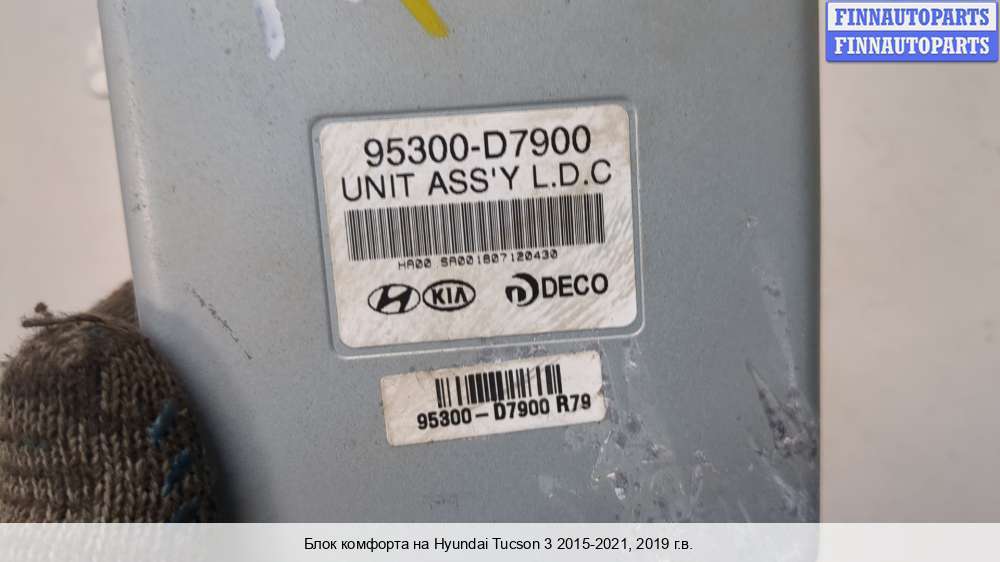 FINNAUTOPARTS
FINNAUTOPARTS
95300-D7900
UNIT ASS'Y L.D.C
HA00 SA001807120430
KIA DECO
95300-D7900 R79
Блок комфорта на Hyundai Tucson 3 2015-2021, 2019 г.в.